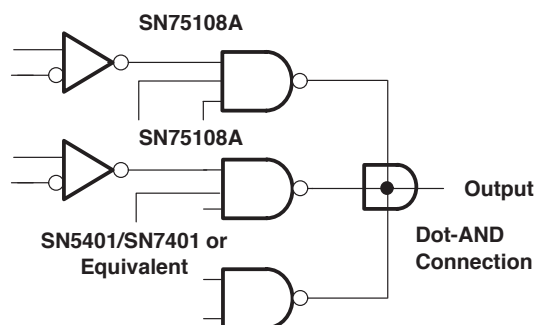 SN75108A
SN75108A
Output
SN5401/SN7401 or
Equivalent
Dot-AND
Connection